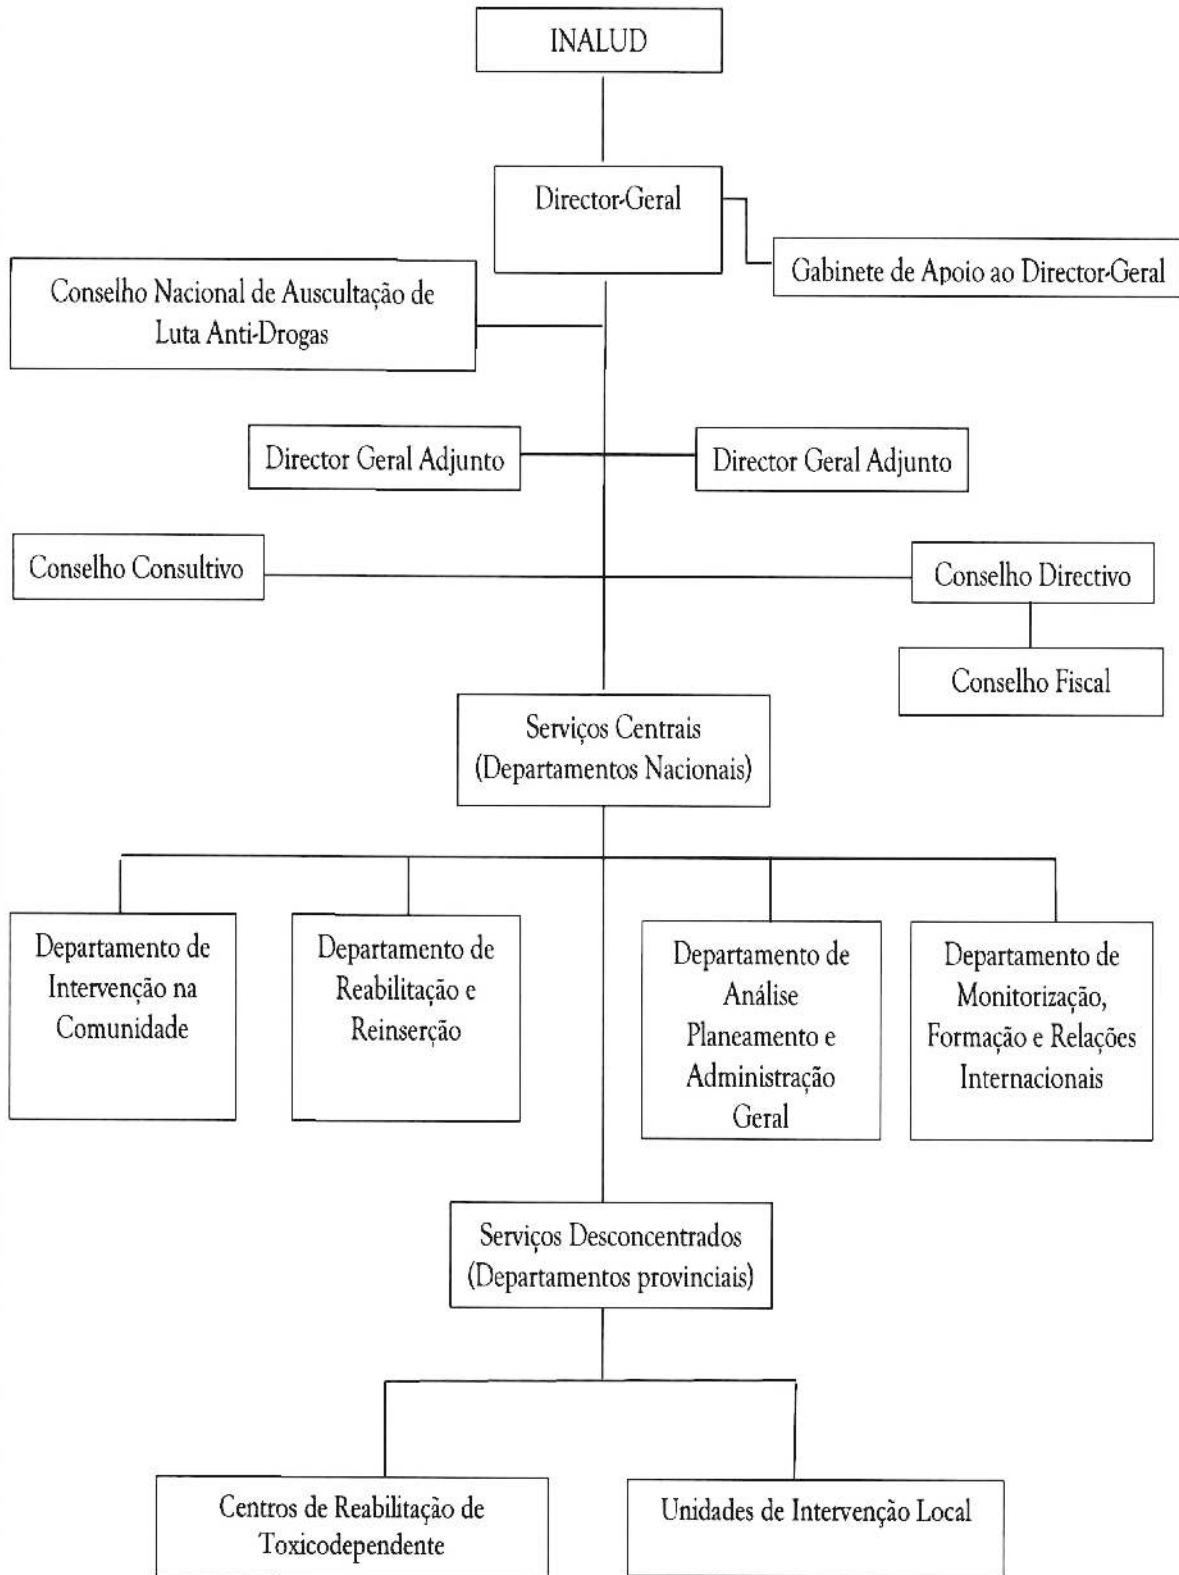 INALUD
Director-Geral
Gabinete de Apoio ao Director-Geral
Conselho Nacional de Auscultação de
Luta Anti-Drogas
Director Geral Adjunto
Director Geral Adjunto
Conselho Consultivo
Conselho Directivo
Conselho Fiscal
Serviços Centrais
(Departamentos Nacionais)
Departamento de
Intervenção na
Comunidade
Departamento de
Reabilitação e
Reinserção
Departamento de
Análise
Planeamento e
Administração
Geral
Departamento de
Monitorização,
Formação e Relações
Internacionais
Serviços Desconcentrados
(Departamentos provinciais)
Centros de Reabilitação de
Toxicodependente
Unidades de Intervenção Local